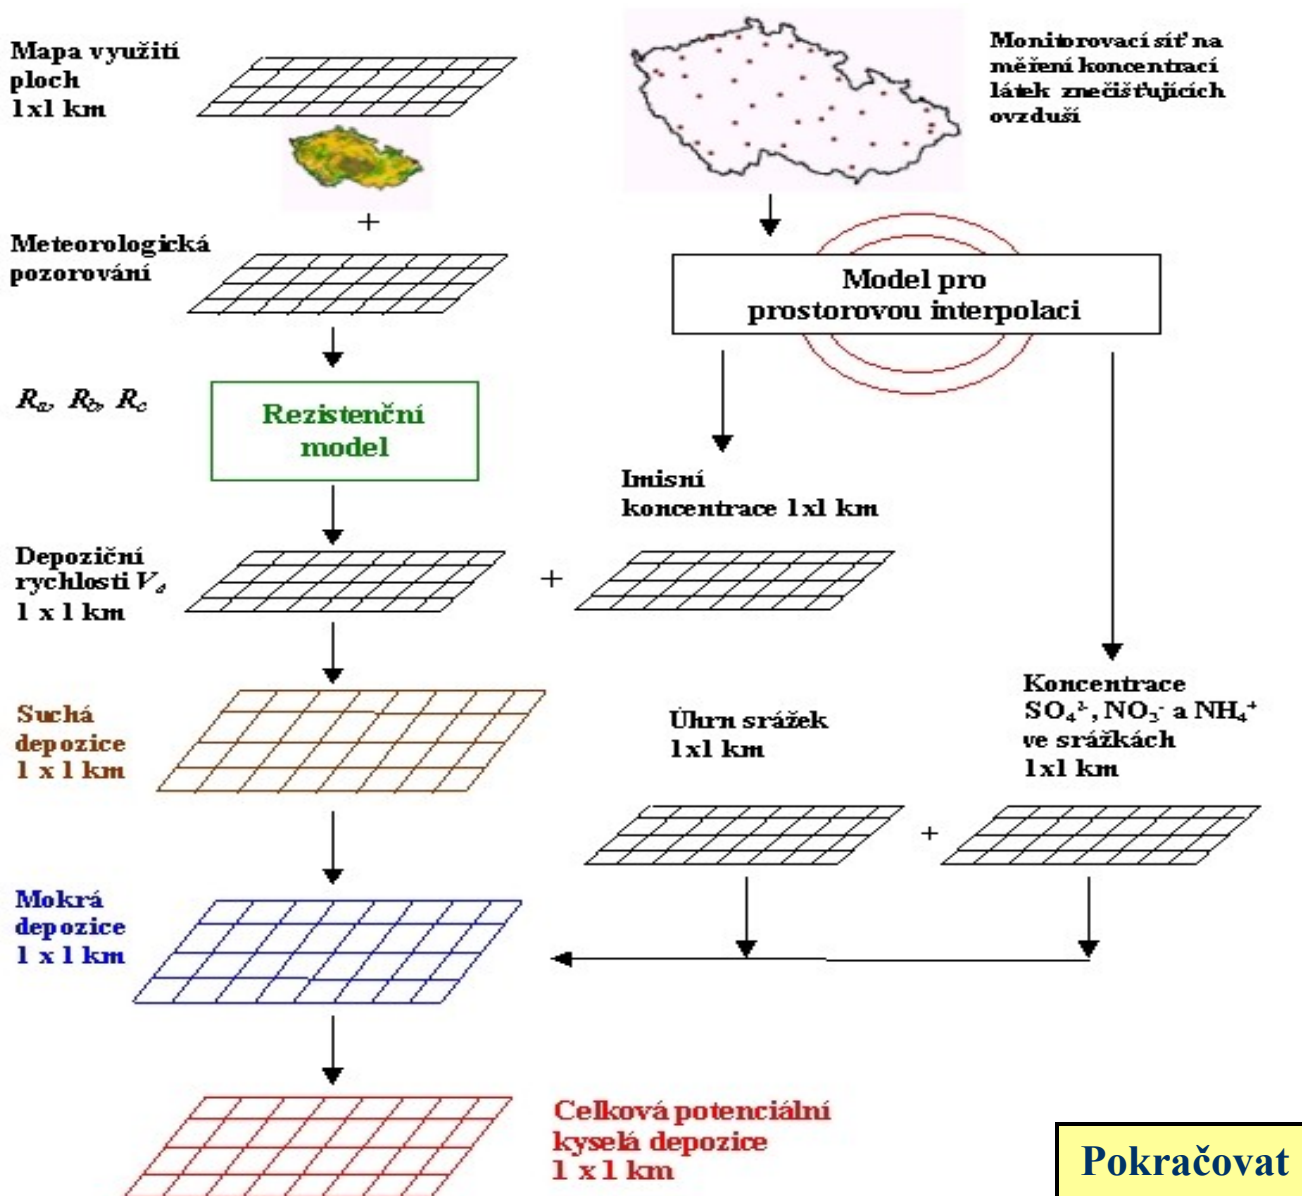 Mapa využití
ploch
1x1 km
Monitorovací síť na
měření koncentrací
látek znečišťujících
ovzduší
+
Meteorologická
pozorování
Model pro
prostorovou interpolaci
Rₐ, R_b, R_c
Rezistenční
model
Imisní
koncentrace 1x1 km
Depoziční
rychlosti V_d
1 x 1 km
+
Suchá
depozice
1 x 1 km
Úhrn srážek
1x1 km
Koncentrace
SO₄²⁻, NO₃⁻ a NH₄⁺
ve srážkách
1x1 km
+
Mokrá
depozice
1 x 1 km
Celková potenciální
kyselá depozice
1 x 1 km
Pokračovat